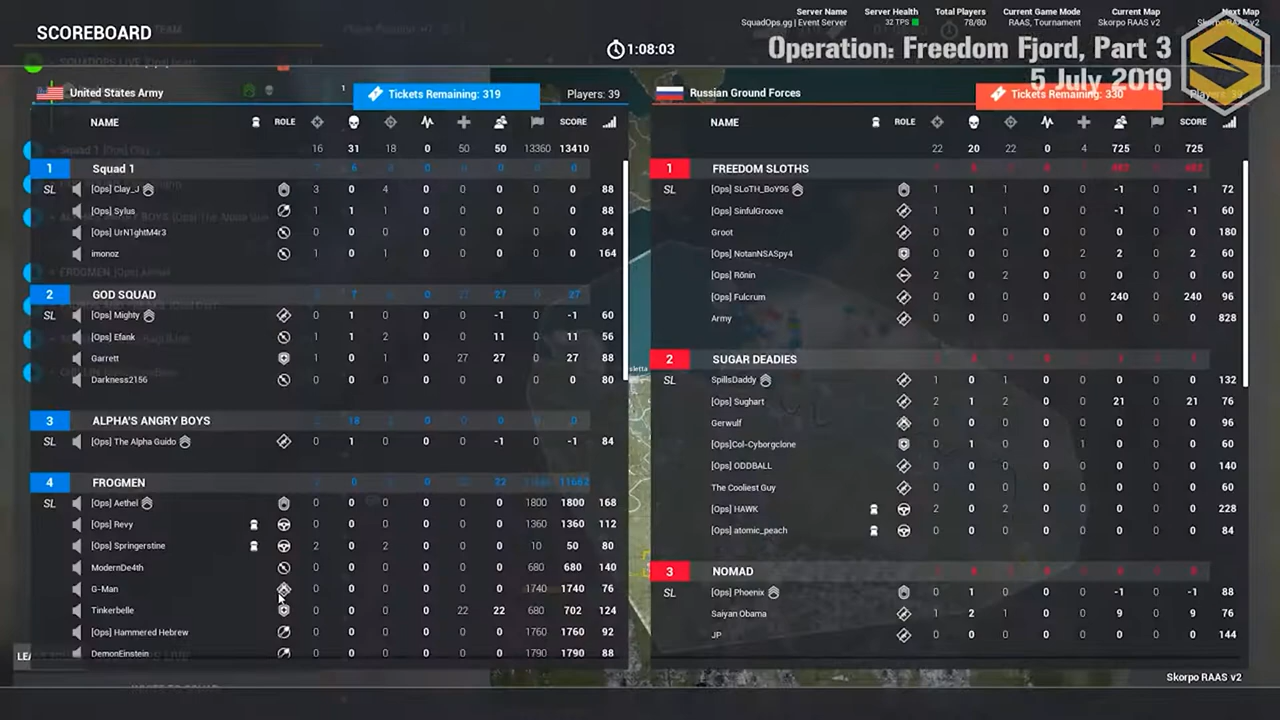 SCOREBOARD
1:08:03
Server Name
SquadOps.gg | Event Server
Server Health
32 TPS
Total Players
78/80
Current Game Mode
RAAS, Tournament
Current Map
Skorpo RAAS v2
Next Map
Operation: Freedom Fjord, Part 3
5 July 2019
United States Army
Tickets Remaining: 319
Players: 39
NAME ROLE SCORE
16 31 18 0 50 50 13360 13410
1 Squad 1
SL [Ops] Clay_J 3 0 4 0 0 0 0 0 88
[Ops] Sylus 1 1 1 0 0 0 0 0 88
[Ops] UrN1ghtM4r3 0 0 0 0 0 0 0 0 84
imonoz 1 0 1 0 0 0 0 0 164
2 GOD SQUAD 7 0 27 27 0 27
SL [Ops] Mighty 0 1 0 0 0 -1 0 -1 60
[Ops] Efank 1 1 2 0 0 11 0 11 56
Garrett 1 0 1 0 27 27 0 27 88
Darkness2156 0 0 0 0 0 0 0 0 80
3 ALPHA'S ANGRY BOYS 18 0 0 0
SL [Ops] The Alpha Guido 0 1 0 0 0 -1 0 -1 84
4 FROGMEN 0 0 22 22 11662
SL [Ops] Aethel 0 0 0 0 0 0 1800 1800 168
[Ops] Revy 0 0 0 0 0 0 1360 1360 112
[Ops] Springerstine 2 0 2 0 0 0 10 50 80
ModernDe4th 0 0 0 0 0 0 680 680 140
G-Man 0 0 0 0 0 0 1740 1740 76
Tinkerbelle 0 0 0 0 22 22 680 702 124
[Ops] Hammered Hebrew 0 0 0 0 0 0 1760 1760 92
DemonEinstein 0 0 0 0 0 0 1790 1790 88
Russian Ground Forces
Tickets Remaining: 330
NAME ROLE SCORE
22 20 22 0 4 725 0 725
1 FREEDOM SLOTHS
SL [Ops] SLoTH_BoY96 1 1 1 0 0 -1 0 -1 72
[Ops] SinfulGroove 1 1 1 0 0 -1 0 -1 60
Groot 0 0 0 0 0 0 0 0 180
[Ops] NotanNSASpy4 0 0 0 0 2 2 0 2 60
[Ops] Rōnin 2 0 2 0 0 0 0 0 60
[Ops] Fulcrum 0 0 0 0 0 240 0 240 96
Army 0 0 0 0 0 0 0 0 828
2 SUGAR DEADIES
SL SpillsDaddy 1 0 1 0 0 0 0 0 132
[Ops] Sughart 2 1 2 0 0 21 0 21 76
Gerwulf 0 0 0 0 0 0 0 0 96
[Ops]Col-Cyborgclone 0 0 0 0 1 0 0 0 60
[Ops] ODDBALL 0 0 0 0 0 0 0 0 140
The Cooliest Guy 0 0 0 0 0 0 0 0 60
[Ops] HAWK 2 0 2 0 0 0 0 0 228
[Ops] atomic_peach 0 0 0 0 0 0 0 0 84
3 NOMAD
SL [Ops] Phoenix 0 1 0 0 0 -1 0 -1 88
Saiyan Obama 1 2 1 0 0 9 0 9 76
JP 0 0 0 0 0 0 0 0 144
Skorpo RAAS v2